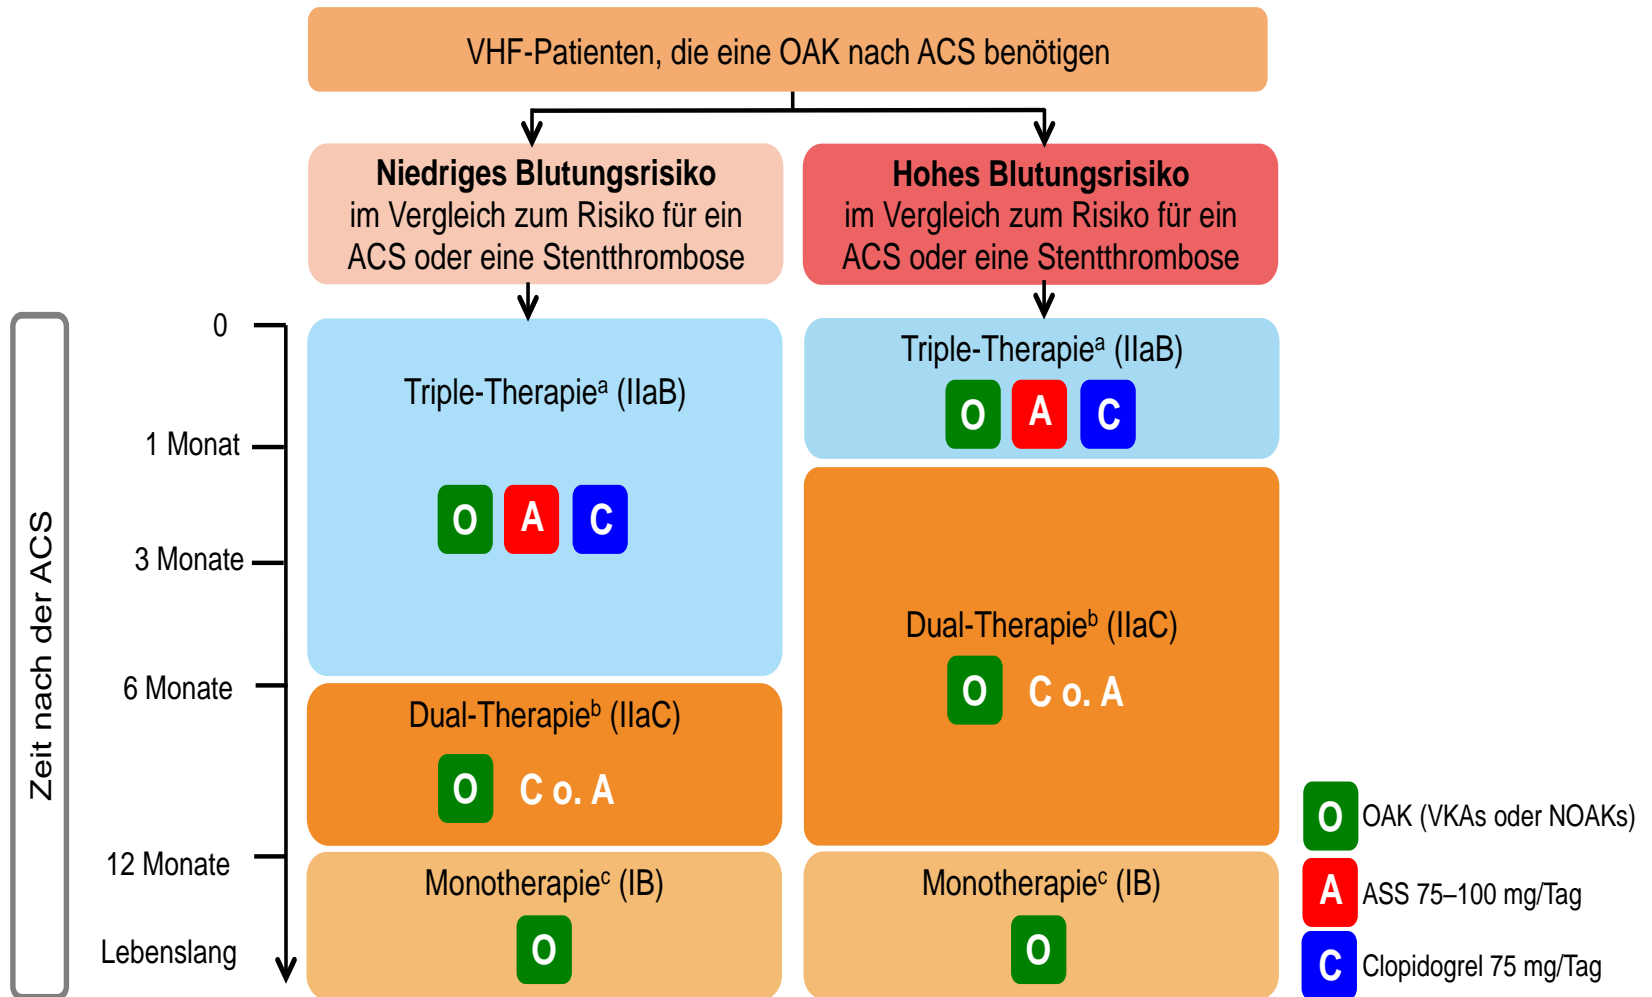 VHF-Patienten, die eine OAK nach ACS benötigen
Niedriges Blutungsrisiko
im Vergleich zum Risiko für ein
ACS oder eine Stentthrombose
Hohes Blutungsrisiko
im Vergleich zum Risiko für ein
ACS oder eine Stentthrombose
Zeit nach der ACS
0
1 Monat
3 Monate
6 Monate
12 Monate
Lebenslang
Triple-Therapieᵃ (IIaB)
O A C
Dual-Therapieᵇ (IIaC)
O C o. A
Monotherapieᶜ (IB)
O
Triple-Therapieᵃ (IIaB)
O A C
Dual-Therapieᵇ (IIaC)
O C o. A
Monotherapieᶜ (IB)
O
O OAK (VKAs oder NOAKs)
A ASS 75–100 mg/Tag
C Clopidogrel 75 mg/Tag